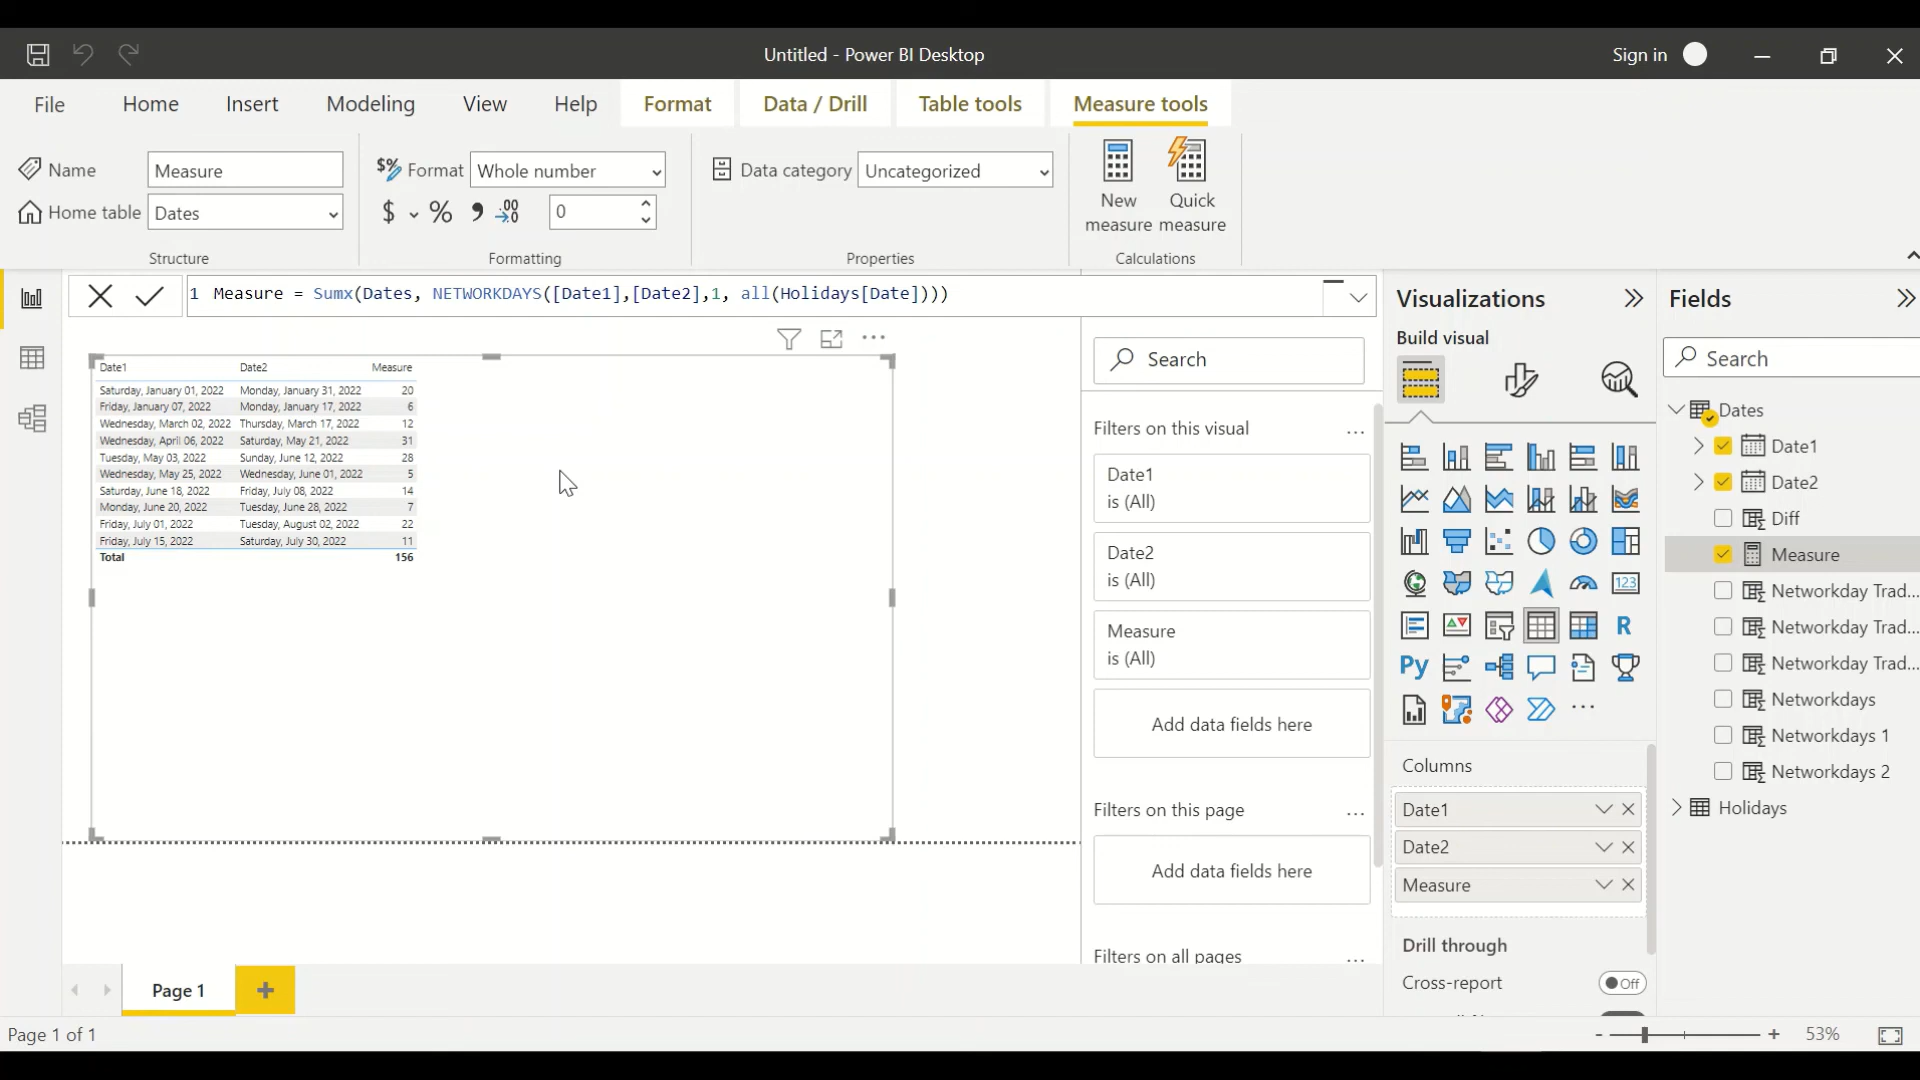 Untitled - Power BI Desktop
Sign in
File Home Insert Modeling View Help Format Data / Drill Table tools Measure tools
Name Measure
Home table Dates
Structure
Format Whole number
$ % 9 .00 0
Formatting
Data category Uncategorized
Properties
New measure
Quick measure
Calculations
1 Measure = Sumx(Dates, NETWORKDAYS([Date1],[Date2],1, all(Holidays[Date])))
Date1 Date2 Measure
Saturday, January 01, 2022 Monday, January 31, 2022 20
Friday, January 07, 2022 Monday, January 17, 2022 6
Wednesday, March 02, 2022 Thursday, March 17, 2022 12
Wednesday, April 06, 2022 Saturday, May 21, 2022 31
Tuesday, May 03, 2022 Sunday, June 12, 2022 28
Wednesday, May 25, 2022 Wednesday, June 01, 2022 5
Saturday, June 18, 2022 Friday, July 08, 2022 14
Monday, June 20, 2022 Tuesday, June 28, 2022 7
Friday, July 01, 2022 Tuesday, August 02, 2022 22
Friday, July 15, 2022 Saturday, July 30, 2022 11
Total 156
Search
Filters on this visual ...
Date1
is (All)
Date2
is (All)
Measure
is (All)
Add data fields here
Filters on this page ...
Add data fields here
Filters on all pages ...
Visualizations
Build visual
123
R
Py
...
Columns
Date1
Date2
Measure
Drill through
Cross-report Off
Fields
Search
Dates
Date1
Date2
Diff
Measure
Networkday Trad...
Networkday Trad...
Networkday Trad...
Networkdays
Networkdays 1
Networkdays 2
Holidays
Page 1
Page 1 of 1
- + 53%